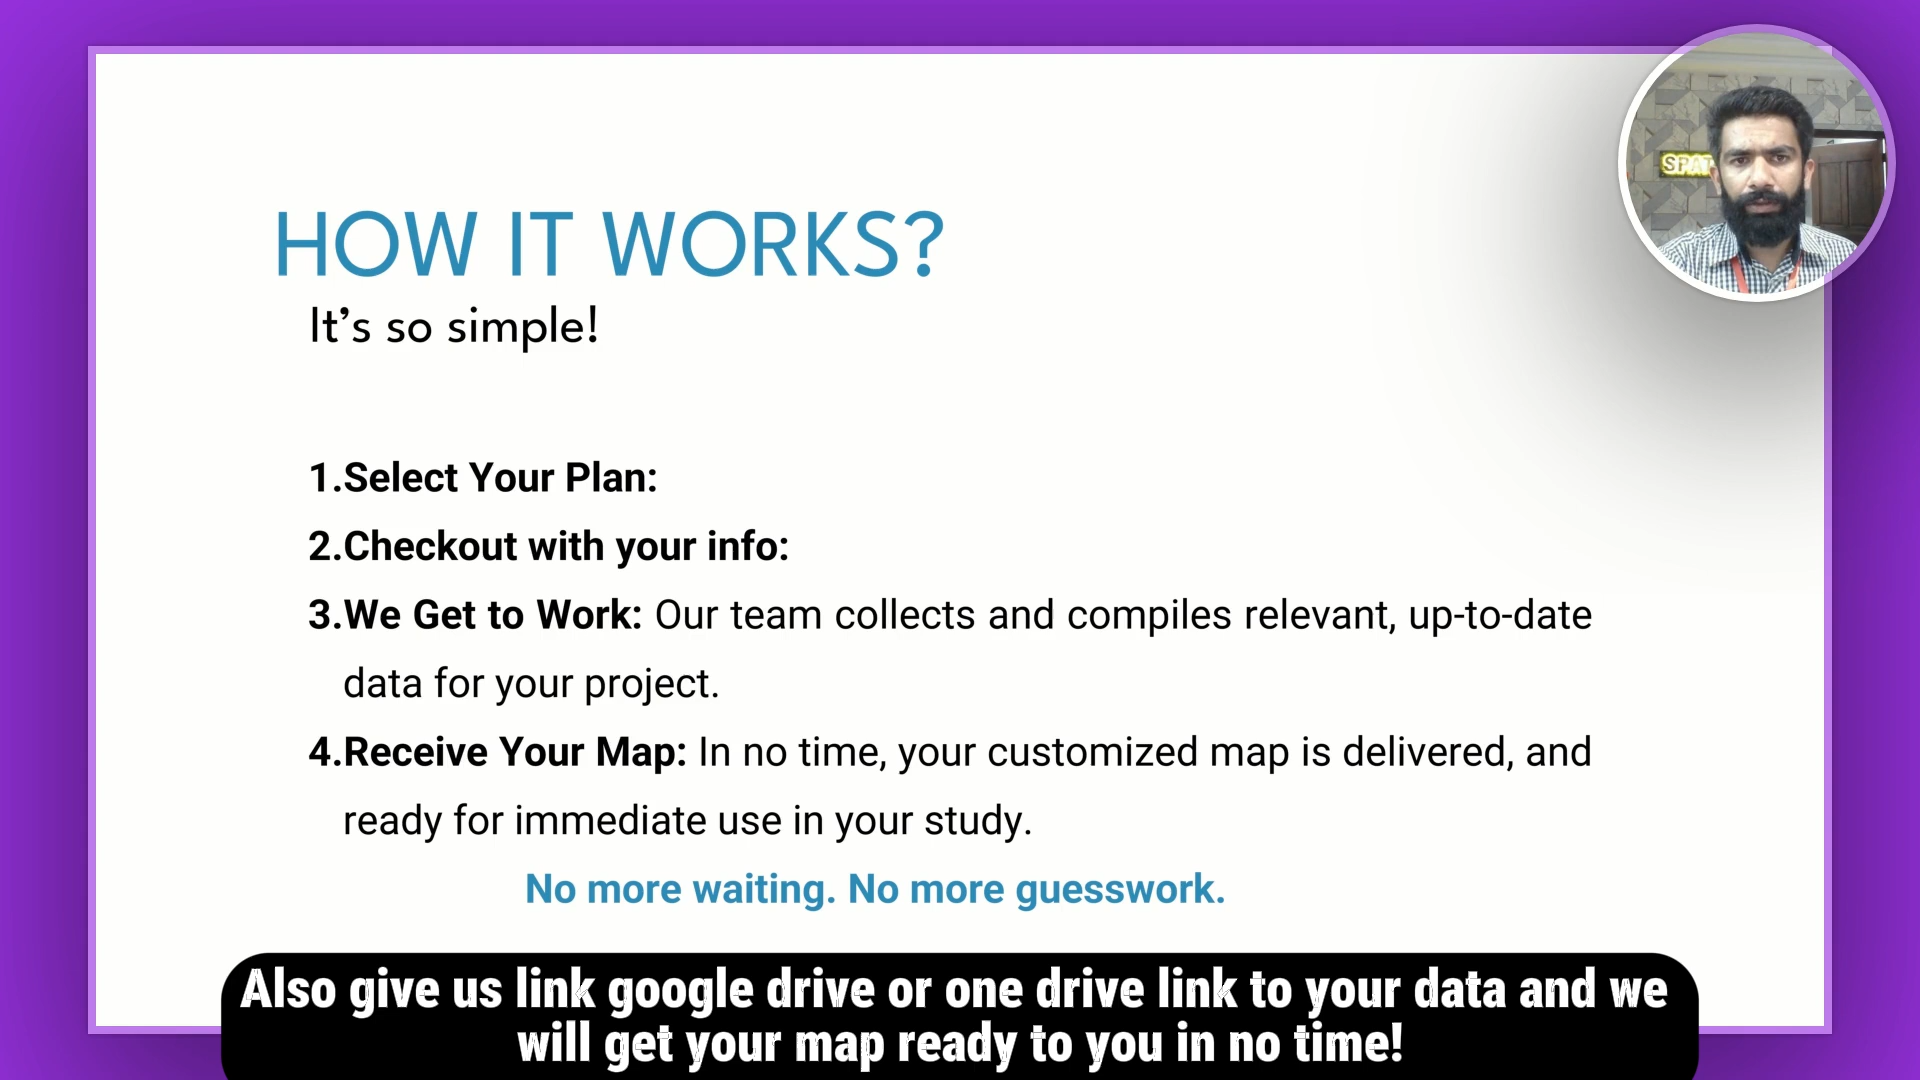 HOW IT WORKS?
It’s so simple!
1.Select Your Plan:
2.Checkout with your info:
3.We Get to Work: Our team collects and compiles relevant, up-to-date
data for your project.
4.Receive Your Map: In no time, your customized map is delivered, and
ready for immediate use in your study.
No more waiting. No more guesswork.
Also give us link google drive or one drive link to your data and we
will get your map ready to you in no time!
SPAT